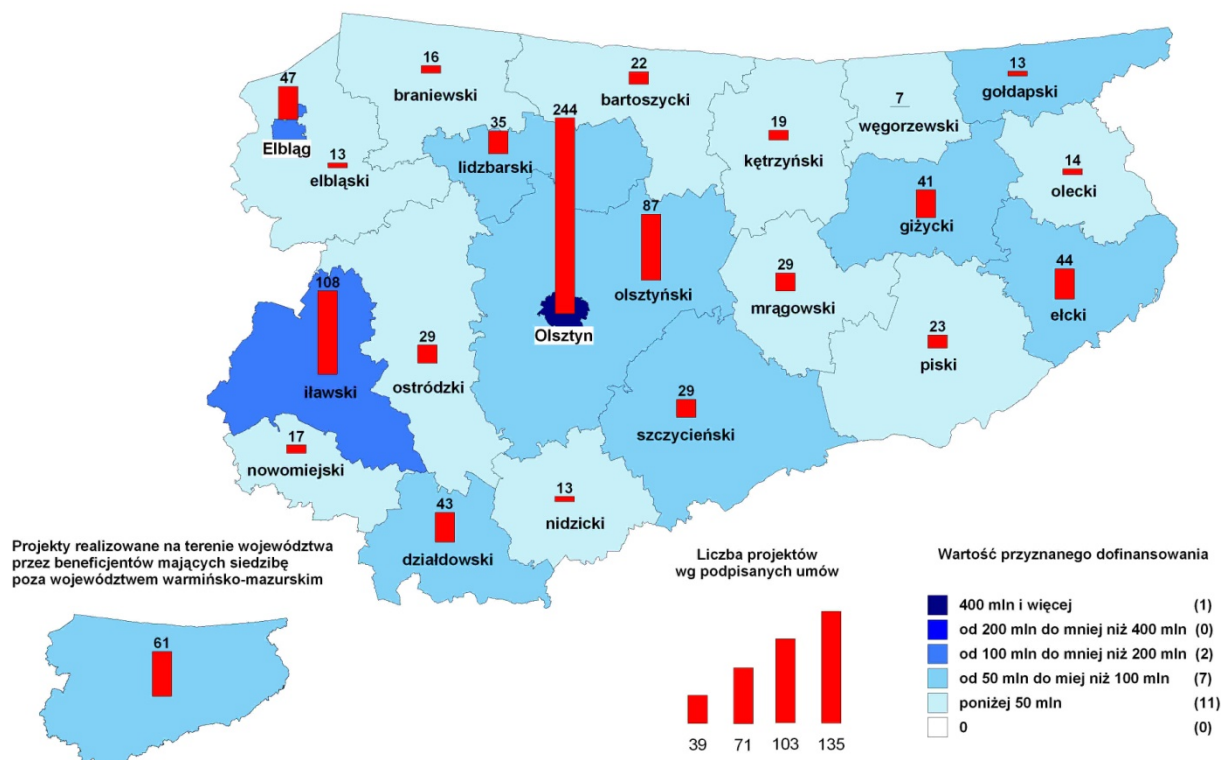 16
braniewski
22
bartoszycki
13
gołdapski
47
Elbląg
7
węgorzewski
244
35
lidzbarski
19
kętrzyński
13
elbląski
14
olecki
41
giżycki
87
olsztyński
29
mrągowski
44
ełcki
108
iławski
Olsztyn
29
ostródzki
23
piski
29
szczycieński
17
nowomiejski
13
nidzicki
43
działdowski
Projekty realizowane na terenie województwa
przez beneficjentów mających siedzibę
poza województwem warmińsko-mazurskim
61
Liczba projektów
wg podpisanych umów
39 71 103 135
Wartość przyznanego dofinansowania
400 mln i więcej (1)
od 200 mln do mniej niż 400 mln (0)
od 100 mln do mniej niż 200 mln (2)
od 50 mln do miej niż 100 mln (7)
poniżej 50 mln (11)
0 (0)